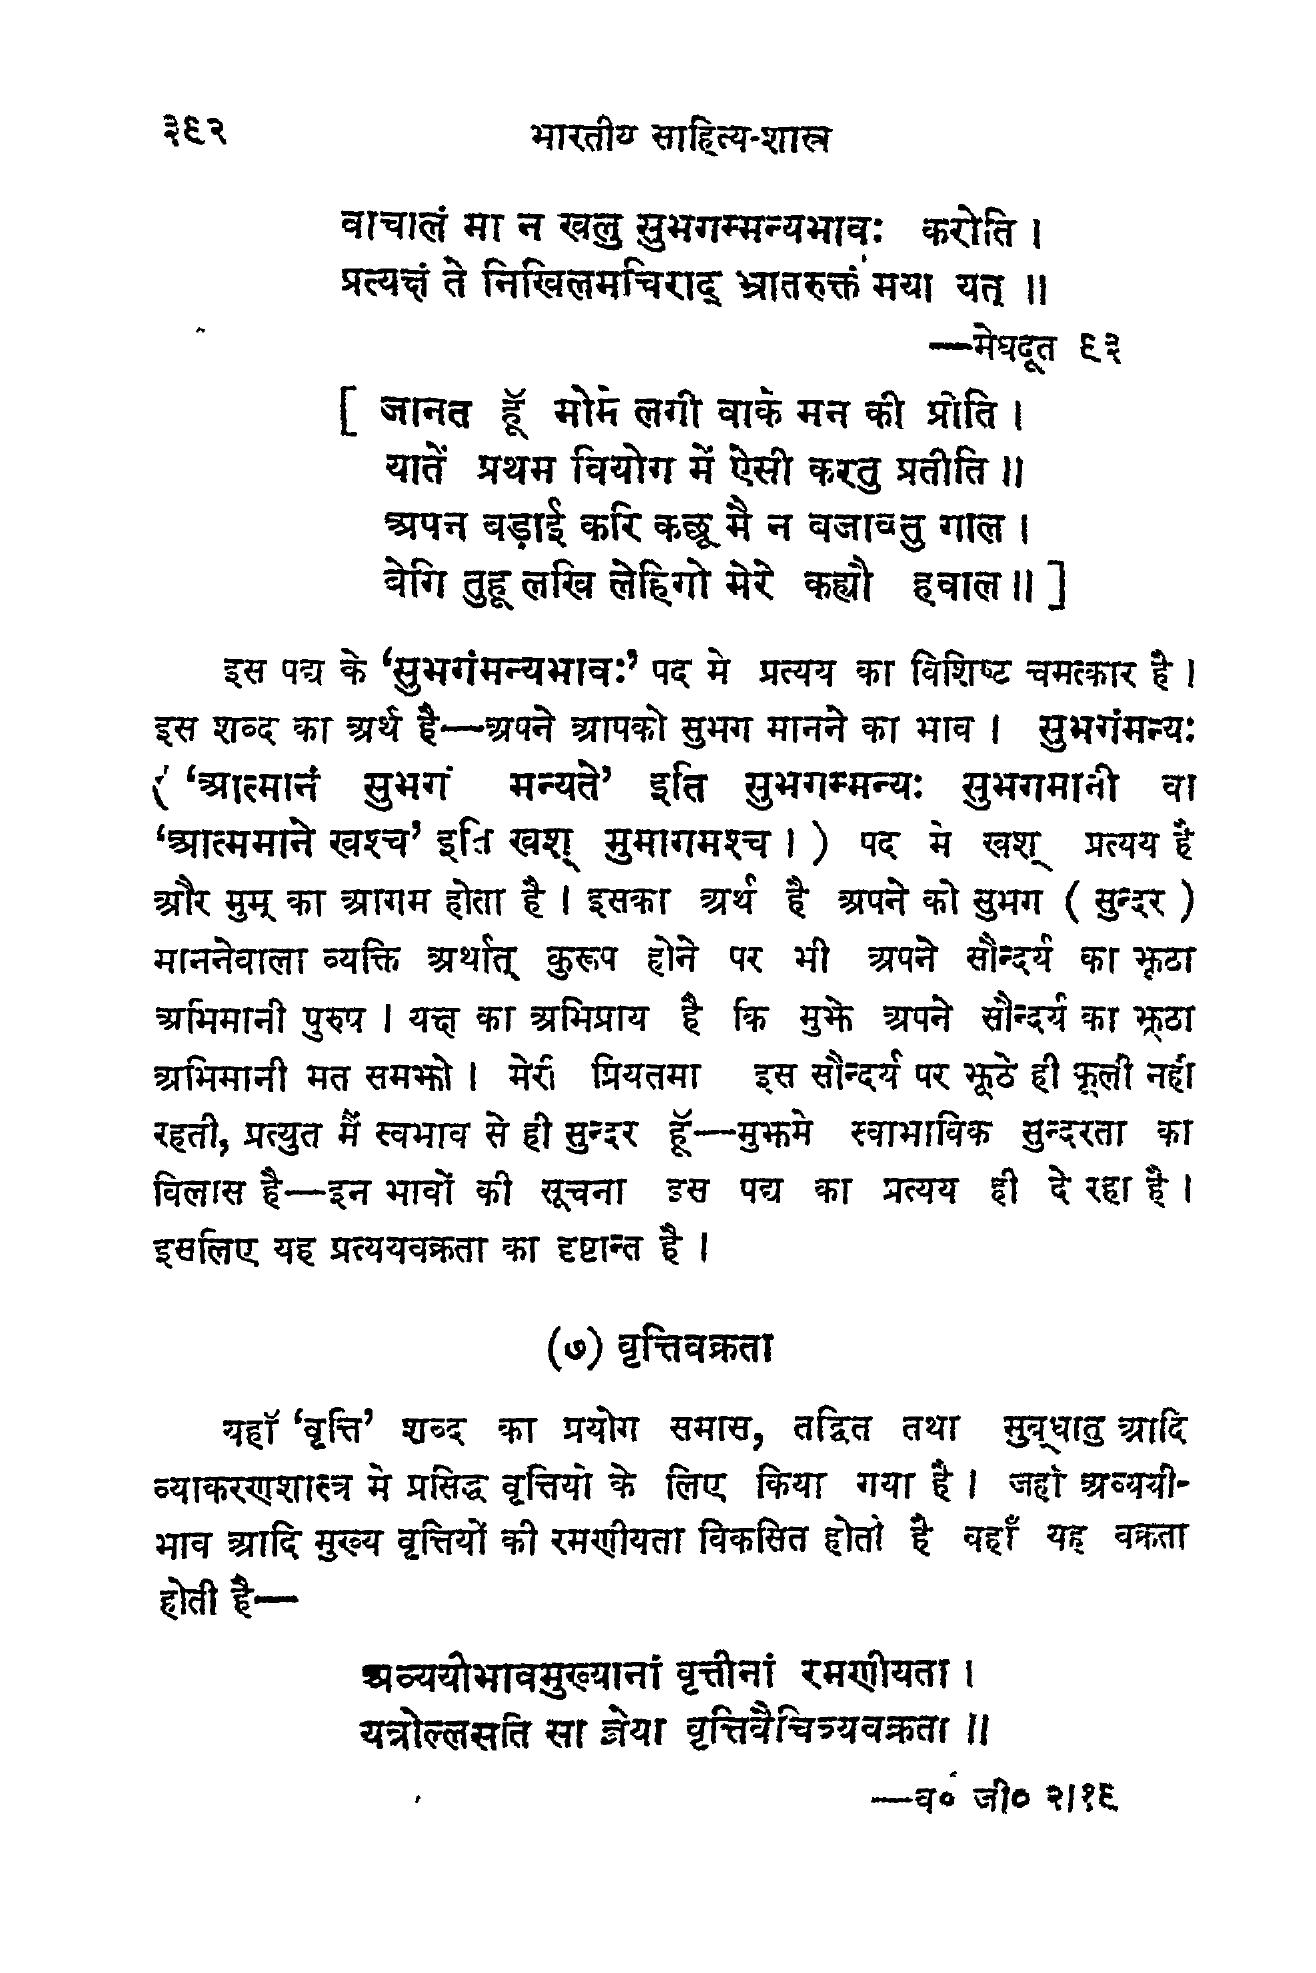 ३९२ भारतीय साहित्य-शास्त्र
वाचालं मा न खलु सुभगम्मन्यभावः करोति ।
प्रत्यक्षं ते निखिलमचिराद् भ्रातरुक्तं मया यत् ॥
—मेघदूत ९३
[ जानत हूँ मोमें लगी वाके मन की प्रीति ।
यातें प्रथम वियोग में ऐसी करतु प्रतीति ॥
अपन बड़ाई करि कछू मै न बजावतु गाल ।
वेगि तुहू लखि लेहिगो मेरे कह्यौ हवाल ॥ ]
इस पद्य के ‘सुभगंमन्यभावः’ पद मे प्रत्यय का विशिष्ट चमत्कार है ।
इस शब्द का अर्थ है—अपने आपको सुभग मानने का भाव । सुभगंमन्यः
( ‘आत्मानं सुभगं मन्यते’ इति सुभगम्मन्यः सुभगमानी वा
‘आत्ममाने खश्च’ इति खश् मुमागमश्च । ) पद मे खश् प्रत्यय है
और मुम् का आगम होता है । इसका अर्थ है अपने को सुभग ( सुन्दर )
माननेवाला व्यक्ति अर्थात् कुरूप होने पर भी अपने सौन्दर्य का झूठा
अभिमानी पुरुष । यक्ष का अभिप्राय है कि मुझे अपने सौन्दर्य का झूठा
अभिमानी मत समझो । मेरी प्रियतमा इस सौन्दर्य पर झूठे ही फूली नहीं
रहती, प्रत्युत मैं स्वभाव से ही सुन्दर हूँ—मुझमे स्वाभाविक सुन्दरता का
विलास है—इन भावों की सूचना इस पद्य का प्रत्यय ही दे रहा है ।
इसलिए यह प्रत्ययवक्रता का दृष्टान्त है ।
(७) वृत्तिवक्रता
यहाँ ‘वृत्ति’ शब्द का प्रयोग समास, तद्वित तथा सुब्धातु आदि
व्याकरणशास्त्र मे प्रसिद्ध वृत्तियो के लिए किया गया है । जहाँ अव्ययी-
भाव आदि मुख्य वृत्तियों की रमणीयता विकसित होती है वहाँ यह वक्रता
होती है—
अव्ययीभावमुख्यानां वृत्तीनां रमणीयता ।
यत्रोल्लसति सा ज्ञेया वृत्तिवैचित्र्यवक्रता ॥
—व० जी० २।१९